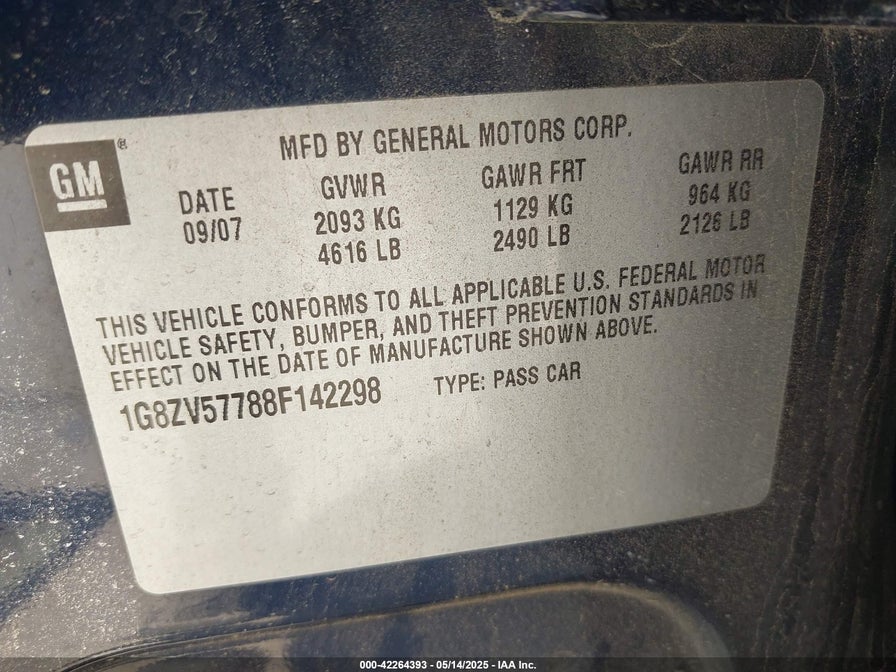 MFD BY GENERAL MOTORS CORP.
GM®
DATE GVWR GAWR FRT GAWR RR
09/07 2093 KG 1129 KG 964 KG
4616 LB 2490 LB 2126 LB
THIS VEHICLE CONFORMS TO ALL APPLICABLE U.S. FEDERAL MOTOR
VEHICLE SAFETY, BUMPER, AND THEFT PREVENTION STANDARDS IN
EFFECT ON THE DATE OF MANUFACTURE SHOWN ABOVE.
1G8ZV57788F142298 TYPE: PASS CAR
000-42264393 - 05/14/2025 - IAA Inc.